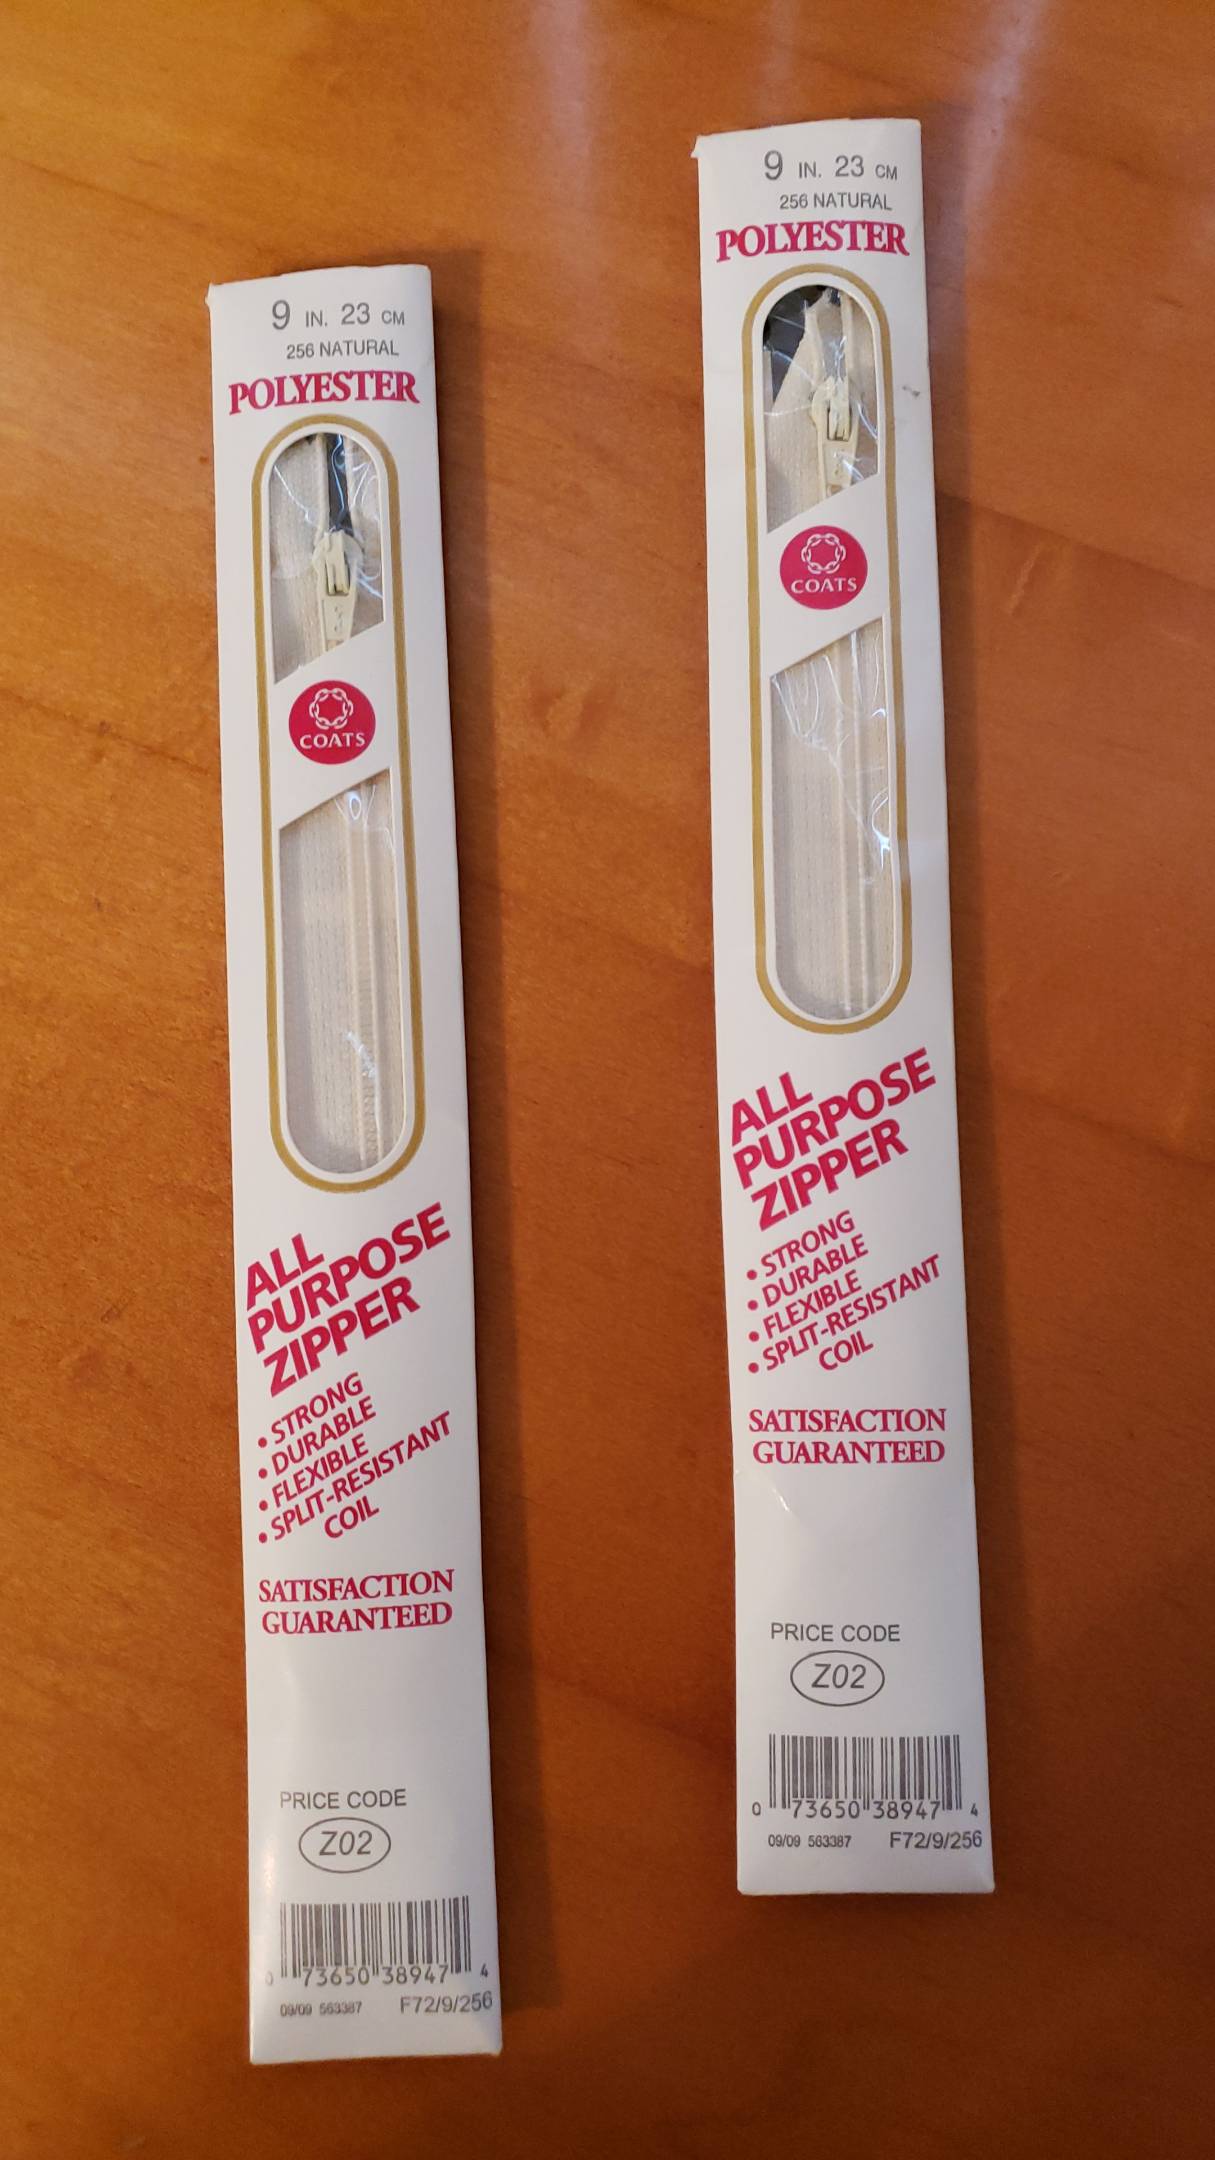 9 IN. 23 CM
256 NATURAL
POLYESTER
COATS
ALL
PURPOSE
ZIPPER
• STRONG
• DURABLE
• FLEXIBLE
• SPLIT-RESISTANT
COIL
SATISFACTION
GUARANTEED
PRICE CODE
Z02
0 73650 38947 4
09/09 563387 F72/9/256
9 IN. 23 CM
256 NATURAL
POLYESTER
COATS
ALL
PURPOSE
ZIPPER
• STRONG
• DURABLE
• FLEXIBLE
• SPLIT-RESISTANT
COIL
SATISFACTION
GUARANTEED
PRICE CODE
Z02
0 73650 38947 4
09/09 563387 F72/9/256